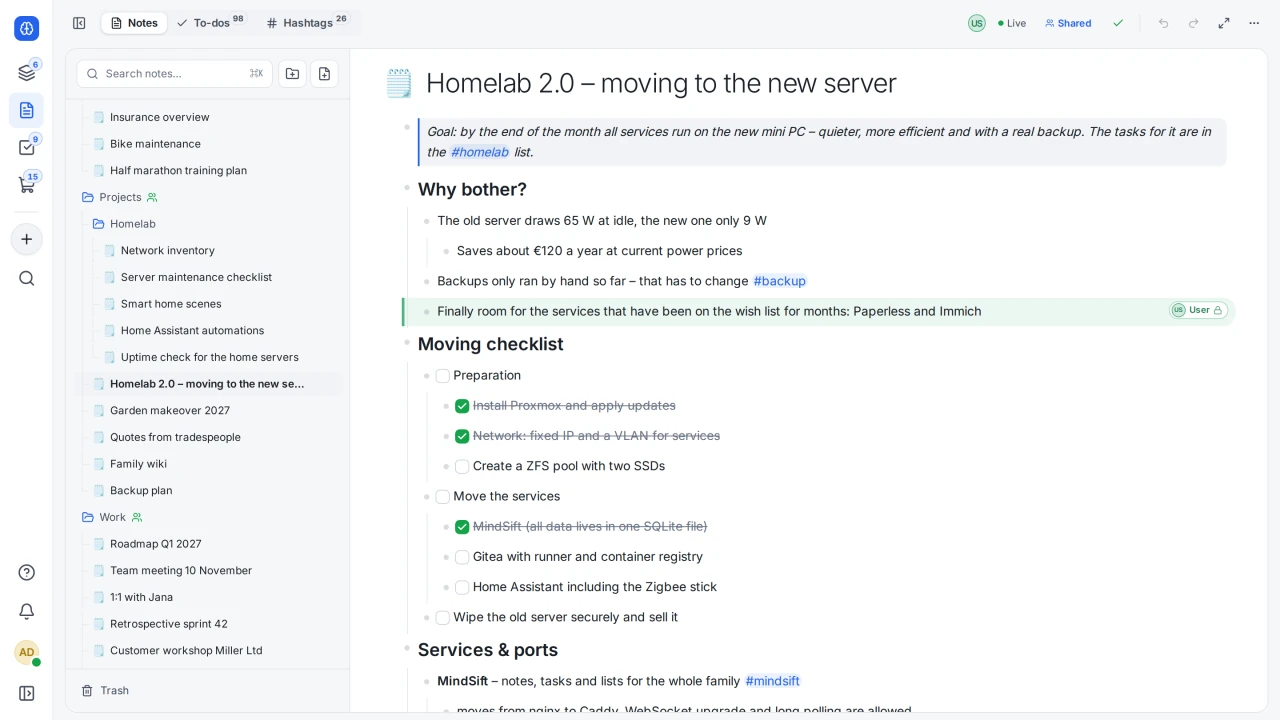 6
9
15
AD
Notes
To-dos 98
Hashtags 26
US
Live
Shared
Search notes...
⌘K
Insurance overview
Bike maintenance
Half marathon training plan
Projects
Homelab
Network inventory
Server maintenance checklist
Smart home scenes
Home Assistant automations
Uptime check for the home servers
Homelab 2.0 – moving to the new se...
Garden makeover 2027
Quotes from tradespeople
Family wiki
Backup plan
Work
Roadmap Q1 2027
Team meeting 10 November
1:1 with Jana
Retrospective sprint 42
Customer workshop Miller Ltd
Trash
Homelab 2.0 – moving to the new server
Goal: by the end of the month all services run on the new mini PC – quieter, more efficient and with a real backup. The tasks for it are in
the #homelab list.
Why bother?
The old server draws 65 W at idle, the new one only 9 W
Saves about €120 a year at current power prices
Backups only ran by hand so far – that has to change #backup
Finally room for the services that have been on the wish list for months: Paperless and Immich
US User
Moving checklist
Preparation
Install Proxmox and apply updates
Network: fixed IP and a VLAN for services
Create a ZFS pool with two SSDs
Move the services
MindSift (all data lives in one SQLite file)
Gitea with runner and container registry
Home Assistant including the Zigbee stick
Wipe the old server securely and sell it
Services & ports
MindSift – notes, tasks and lists for the whole family #mindsift
moves from nginx to Caddy, WebSocket upgrade and long polling are allowed